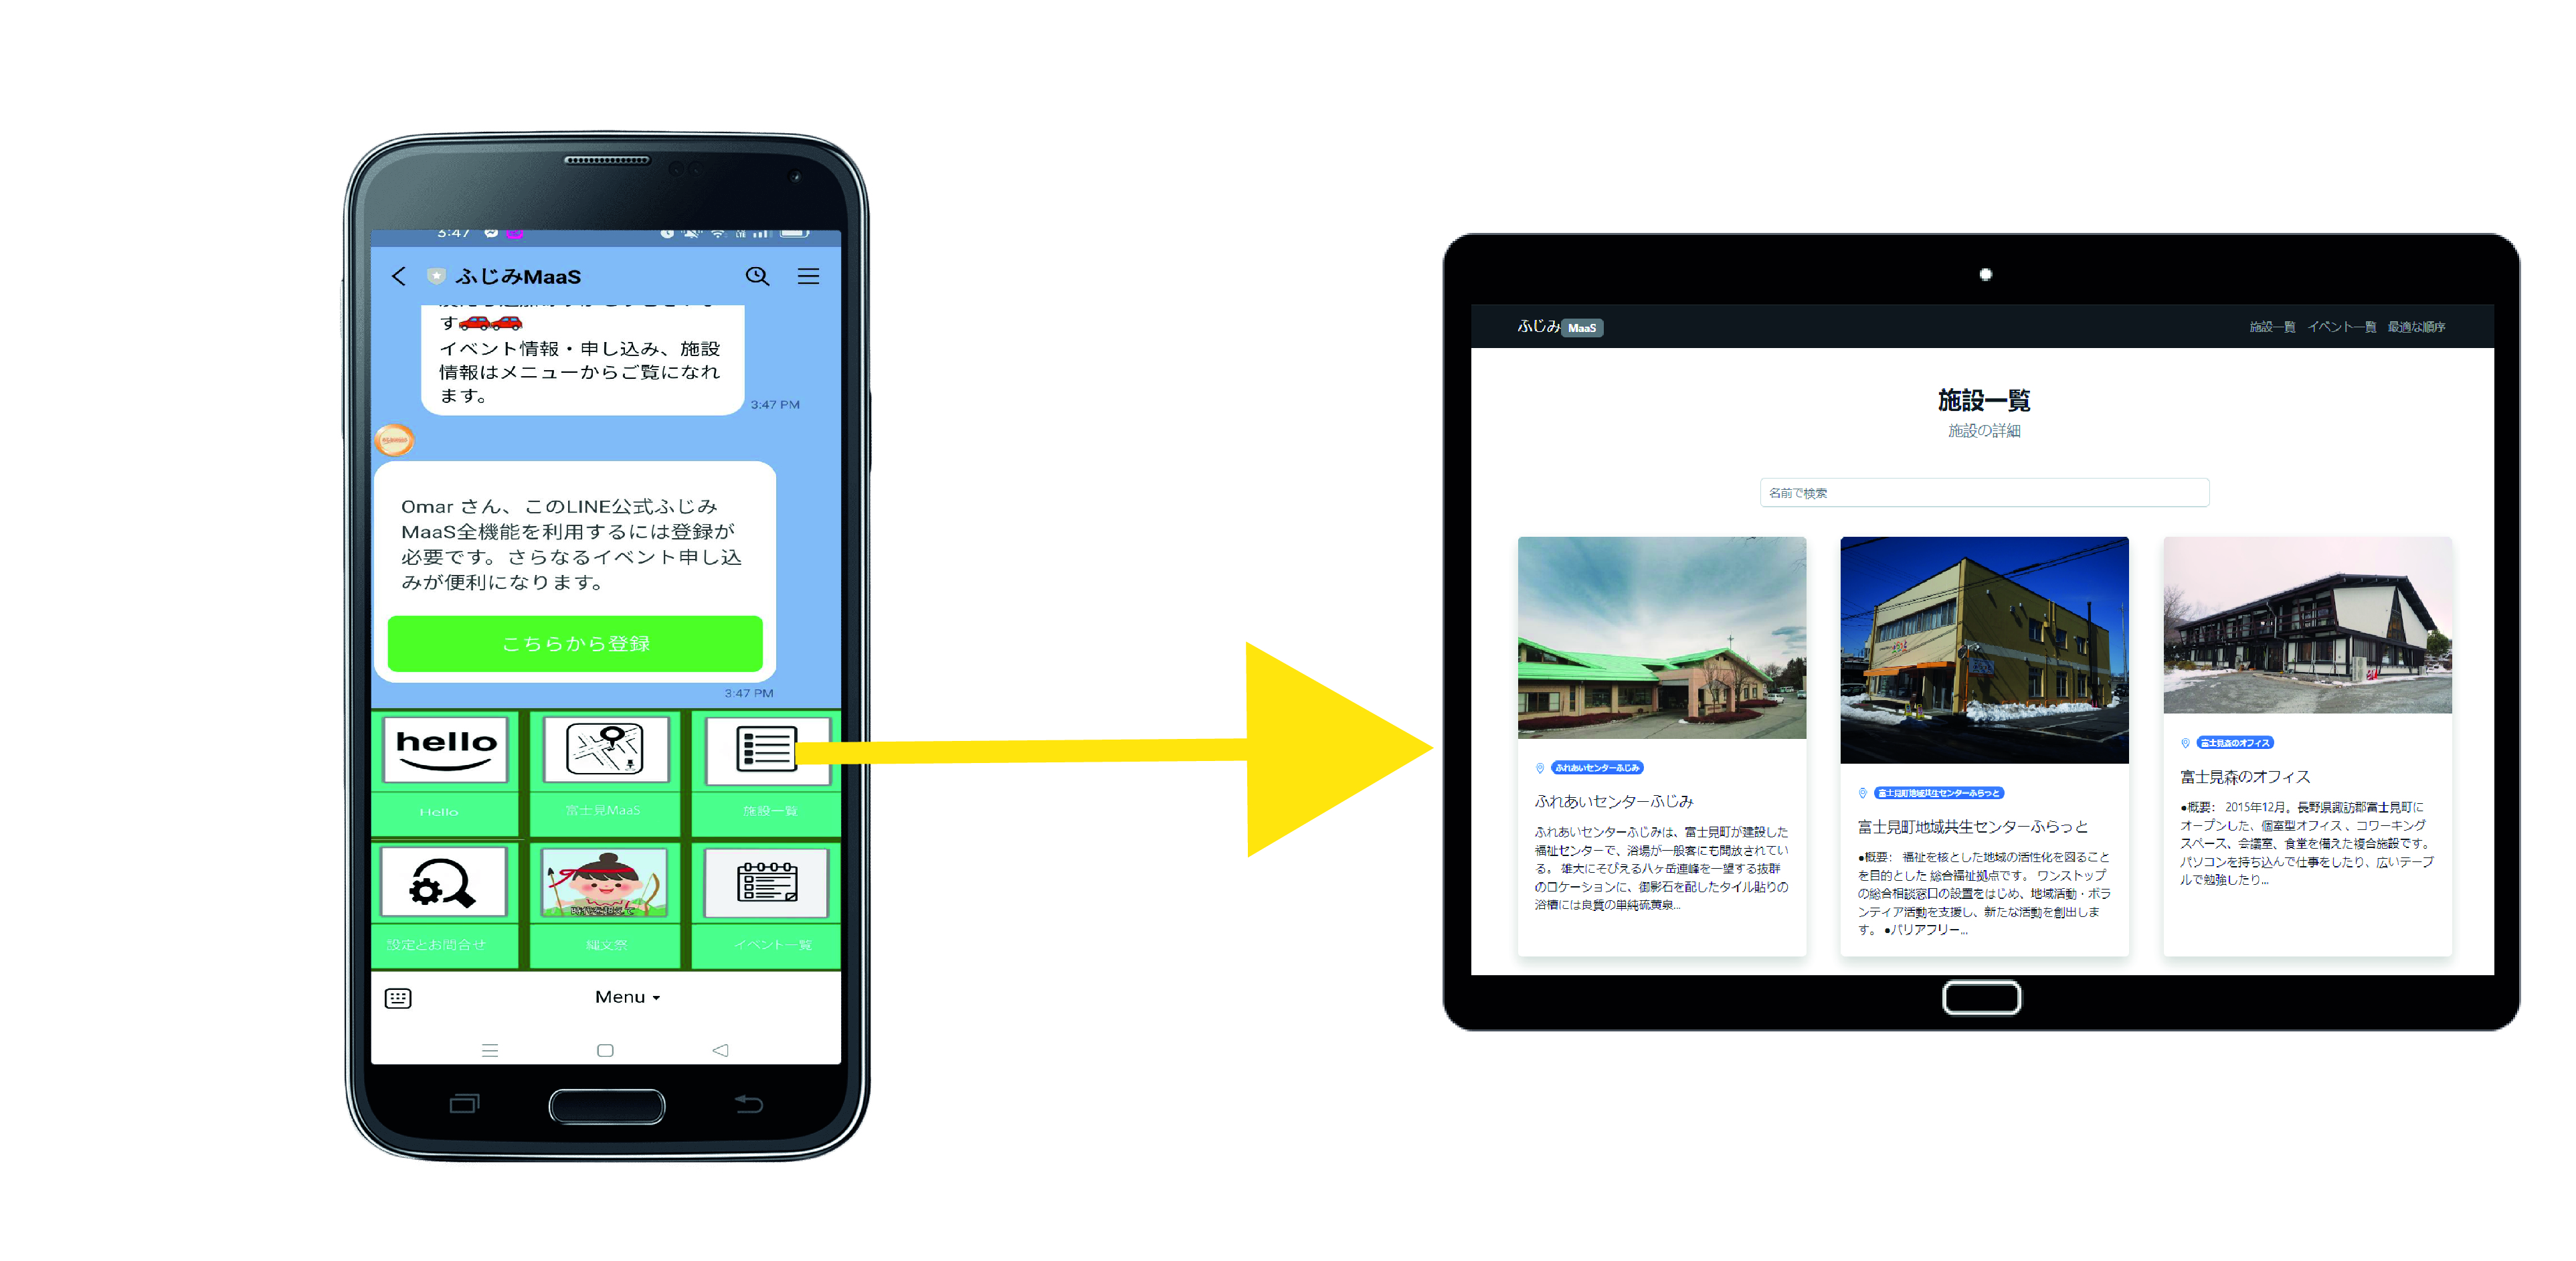 3:47
ふじみMaaS
す🚗🚗
イベント情報・申し込み、施設
情報はメニューからご覧になれ
ます。
3:47 PM
Omar さん、このLINE公式ふじみ
MaaS全機能を利用するには登録が
必要です。さらなるイベント申し込
みが便利になります。
こちらから登録
3:47 PM
hello
Hello
富士見MaaS
施設一覧
設定とお問合せ
縄文祭
イベント一覧
Menu
ふじみMaaS
施設一覧 イベント一覧 最適な順序
施設一覧
施設の詳細
名前で検索
ふれあいセンターふじみ
ふれあいセンターふじみ
ふれあいセンターふじみは、富士見町が建設した
福祉センターで、浴場が一般客にも開放されてい
る。 雄大にそびえる八ヶ岳連峰を一望する抜群
のロケーションに、御影石を配したタイル貼りの
浴槽には良質の単純硫黄泉...
富士見町地域共生センターふらっと
富士見町地域共生センターふらっと
●概要： 福祉を核とした地域の活性化を図ること
を目的とした 総合福祉拠点です。 ワンストップ
の総合相談窓口の設置をはじめ、地域活動・ボラ
ンティア活動を支援し、新たな活動を創出しま
す。 ●バリアフリー...
富士見森のオフィス
富士見森のオフィス
●概要： 2015年12月。長野県諏訪郡富士見町に
オープンした、個室型オフィス 、コワーキング
スペース、会議室、食堂を備えた複合施設です。
パソコンを持ち込んで仕事をしたり、広いテーブ
ルで勉強したり...